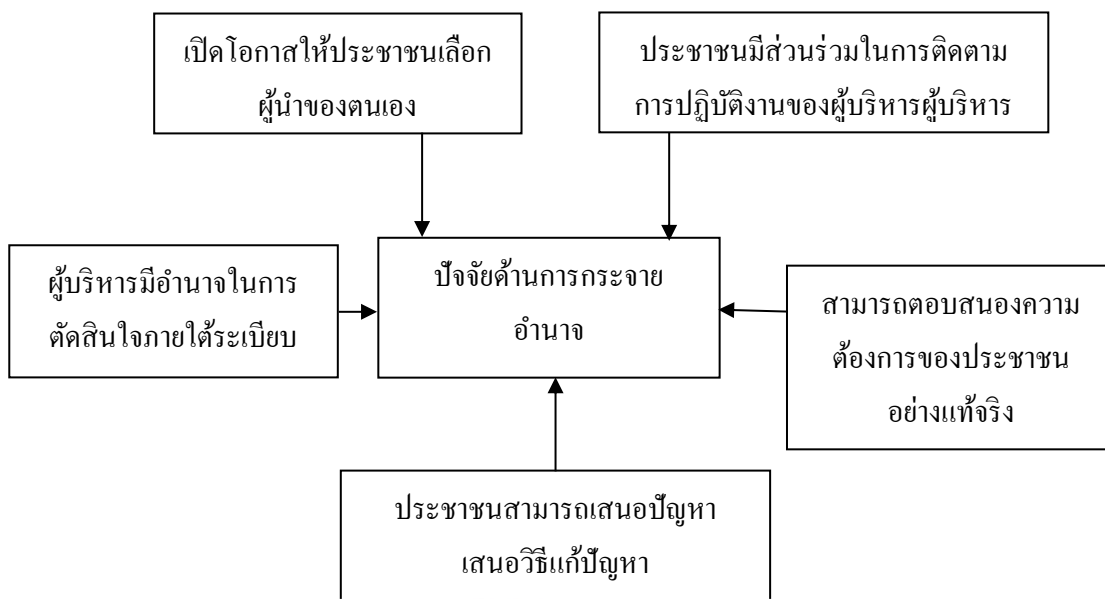 เปิดโอกาสให้ประชาชนเลือก
ผู้นำของตนเอง
ประชาชนมีส่วนร่วมในการติดตาม
การปฏิบัติงานของผู้บริหารผู้บริหาร
ผู้บริหารมีอำนาจในการ
ตัดสินใจภายใต้ระเบียบ
ปัจจัยด้านการกระจาย
อำนาจ
สามารถตอบสนองความ
ต้องการของประชาชน
อย่างแท้จริง
ประชาชนสามารถเสนอปัญหา
เสนอวิธีแก้ปัญหา